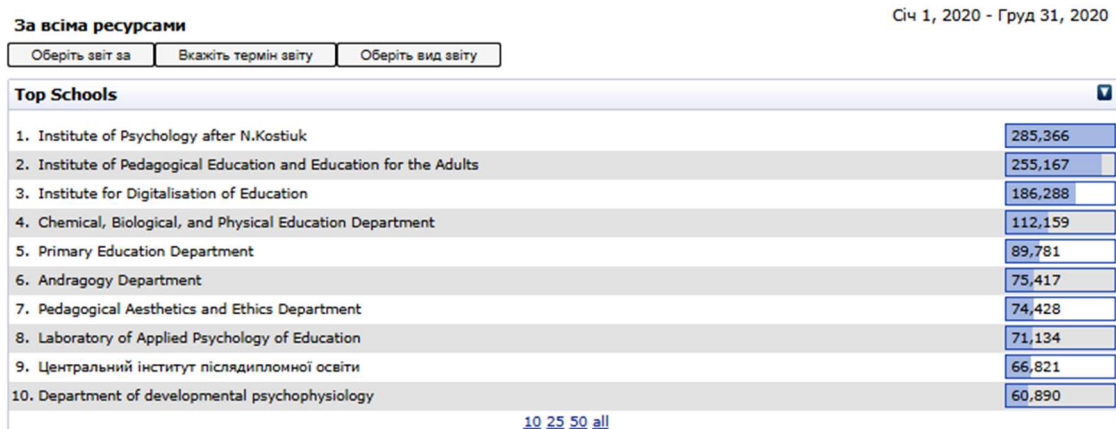 За всіма ресурсами
Січ 1, 2020 - Груд 31, 2020
Оберіть звіт за Вкажіть термін звіту Оберіть вид звіту
Top Schools
1. Institute of Psychology after N.Kostiuk 285,366
2. Institute of Pedagogical Education and Education for the Adults 255,167
3. Institute for Digitalisation of Education 186,288
4. Chemical, Biological, and Physical Education Department 112,159
5. Primary Education Department 89,781
6. Andragogy Department 75,417
7. Pedagogical Aesthetics and Ethics Department 74,428
8. Laboratory of Applied Psychology of Education 71,134
9. Центральний інститут післядипломної освіти 66,821
10. Department of developmental psychophysiology 60,890
10 25 50 all